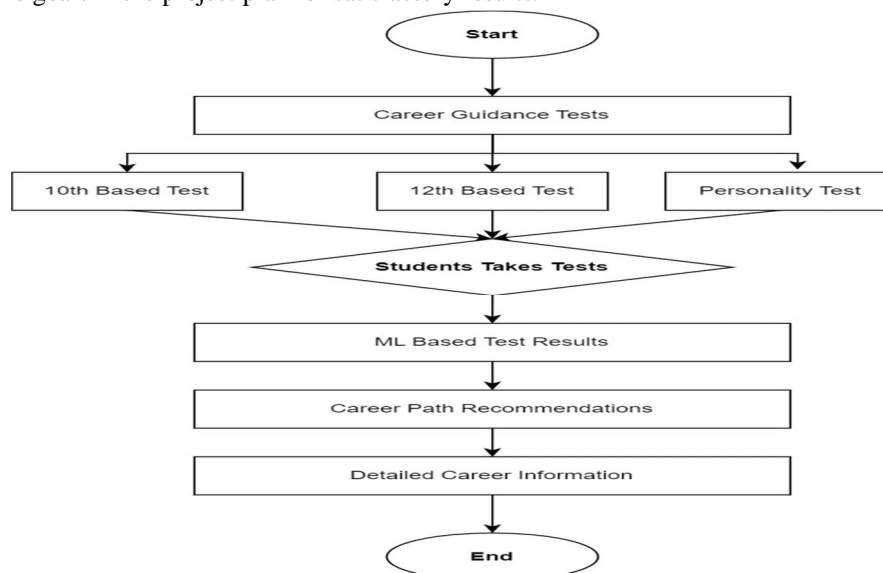 Start
Career Guidance Tests
10th Based Test
12th Based Test
Personality Test
Students Takes Tests
ML Based Test Results
Career Path Recommendations
Detailed Career Information
End